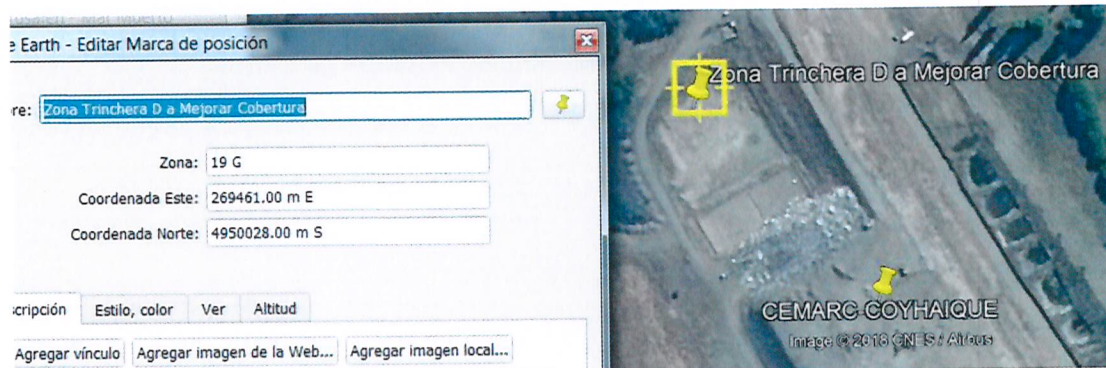 e Earth - Editar Marca de posición
re: Zona Trinchera D a Mejorar Cobertura
Zona: 19 G
Coordenada Este: 269461.00 m E
Coordenada Norte: 4950028.00 m S
scripción Estilo, color Ver Altitud
Agregar vínculo Agregar imagen de la Web... Agregar imagen local...
Zona Trinchera D a Mejorar Cobertura
CEMARC COYHAIQUE
Image © 2018 CNES / Airbus